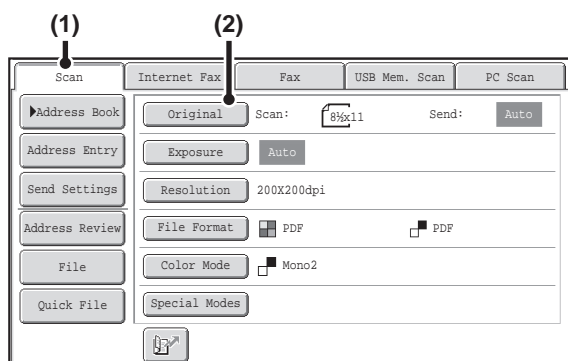 (1) (2)
Scan Internet Fax Fax USB Mem. Scan PC Scan
Address Book Original Scan: 8½x11 Send: Auto
Address Entry Exposure Auto
Send Settings Resolution 200X200dpi
Address Review File Format PDF PDF
File Color Mode Mono2
Quick File Special Modes